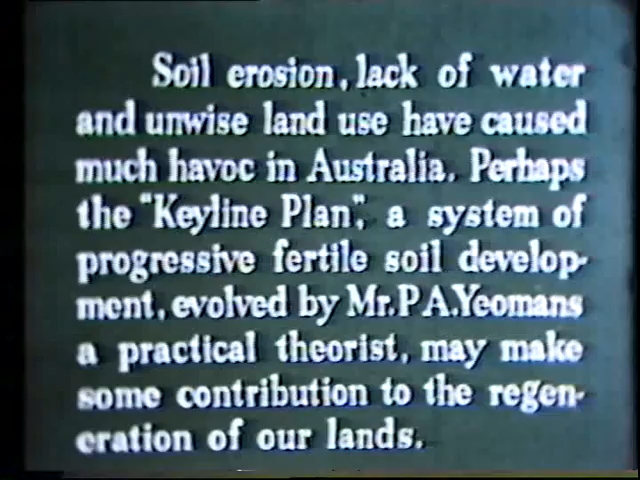 Soil erosion, lack of water
and unwise land use have caused
much havoc in Australia. Perhaps
the "Keyline Plan", a system of
progressive fertile soil develop-
ment, evolved by Mr. P A. Yeomans
a practical theorist, may make
some contribution to the regen-
eration of our lands.